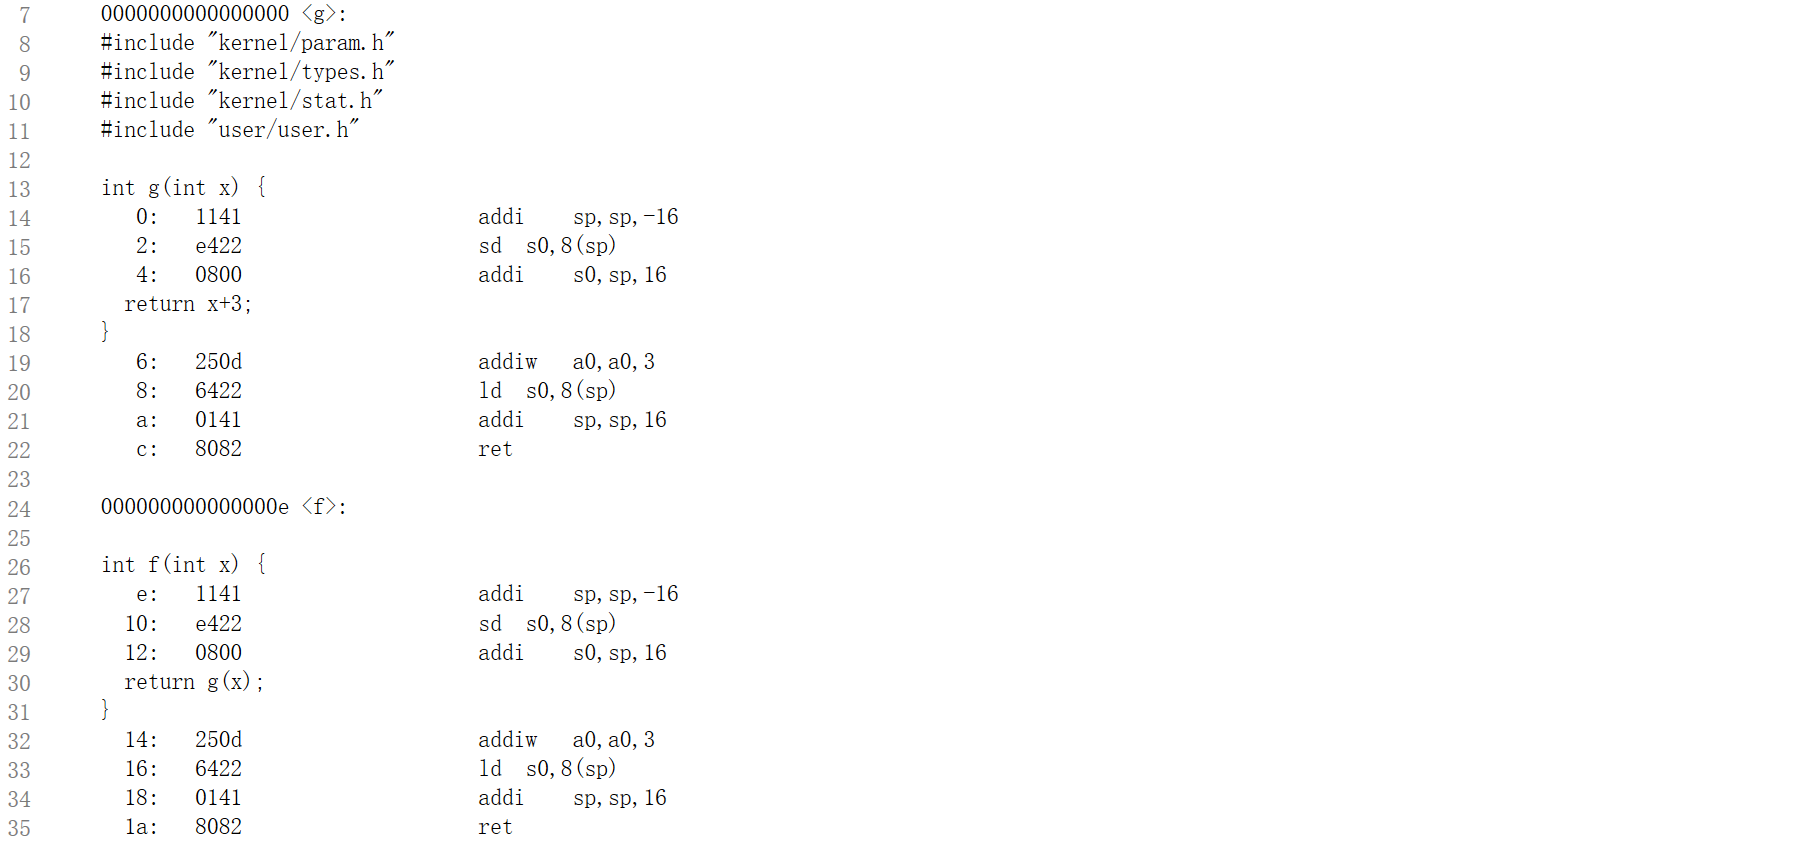 7 0000000000000000 <g>:
8 #include "kernel/param.h"
9 #include "kernel/types.h"
10 #include "kernel/stat.h"
11 #include "user/user.h"
12
13 int g(int x) {
14 0: 1141 addi sp,sp,-16
15 2: e422 sd s0,8(sp)
16 4: 0800 addi s0,sp,16
17 return x+3;
18 }
19 6: 250d addiw a0,a0,3
20 8: 6422 ld s0,8(sp)
21 a: 0141 addi sp,sp,16
22 c: 8082 ret
23
24 000000000000000e <f>:
25
26 int f(int x) {
27 e: 1141 addi sp,sp,-16
28 10: e422 sd s0,8(sp)
29 12: 0800 addi s0,sp,16
30 return g(x);
31 }
32 14: 250d addiw a0,a0,3
33 16: 6422 ld s0,8(sp)
34 18: 0141 addi sp,sp,16
35 1a: 8082 ret